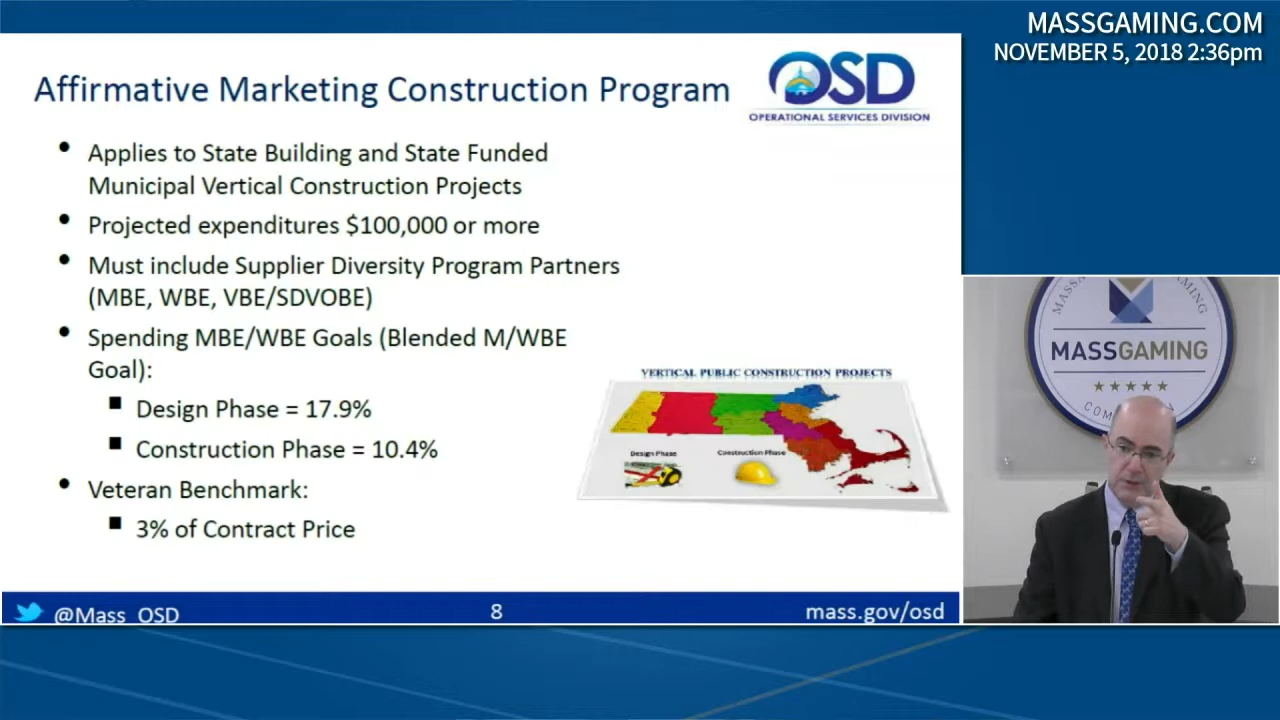 MASSGAMING.COM
NOVEMBER 5, 2018 2:36pm
Affirmative Marketing Construction Program
OSD
OPERATIONAL SERVICES DIVISION
• Applies to State Building and State Funded
Municipal Vertical Construction Projects
• Projected expenditures $100,000 or more
• Must include Supplier Diversity Program Partners
(MBE, WBE, VBE/SDVOBE)
• Spending MBE/WBE Goals (Blended M/WBE
Goal):
▪ Design Phase = 17.9%
▪ Construction Phase = 10.4%
• Veteran Benchmark:
▪ 3% of Contract Price
VERTICAL PUBLIC CONSTRUCTION PROJECTS
Design Phase
Construction Phase
@Mass_OSD
8
mass.gov/osd
MASSGAMING